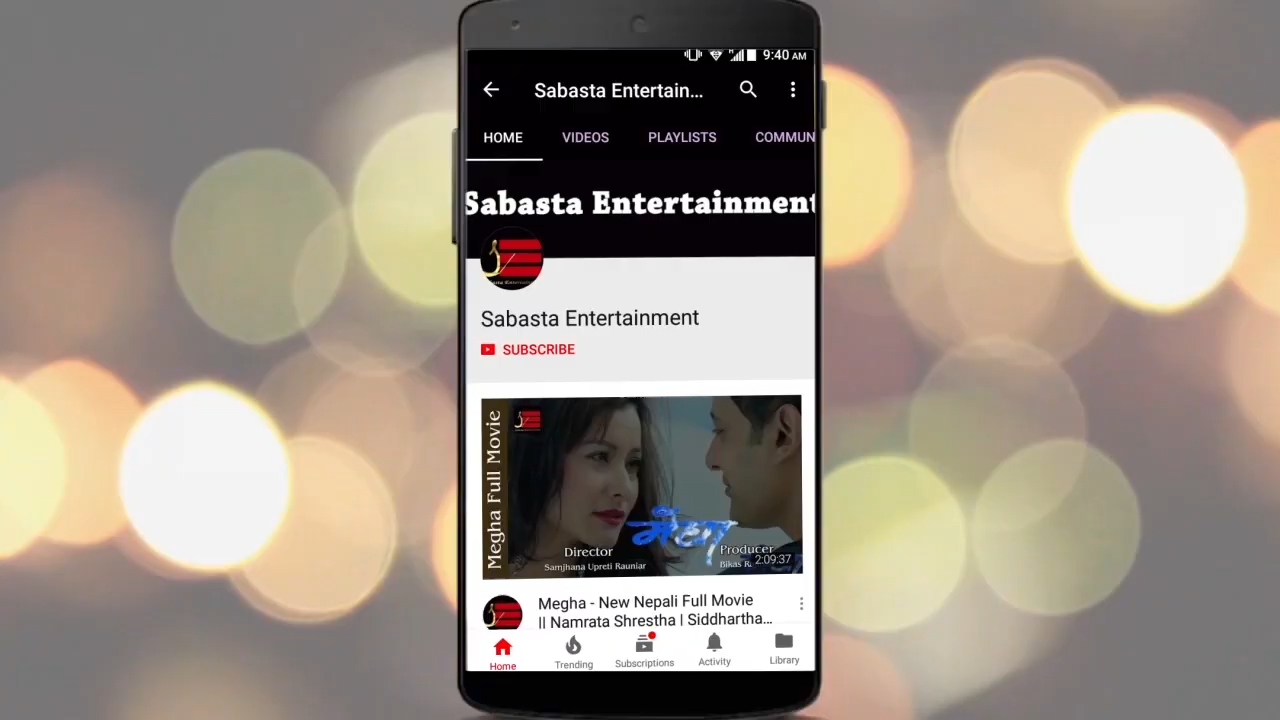 9:40 AM
Sabasta Entertain...
HOME VIDEOS PLAYLISTS COMMUN
Sabasta Entertainment
Sabasta Entertainment
SUBSCRIBE
Megha Full Movie
मेघा
Director
Samjhana Upreti Rauniar
Producer
Bikas R.
2:09:37
Megha - New Nepali Full Movie
|| Namrata Shrestha | Siddhartha...
Home Trending Subscriptions Activity Library